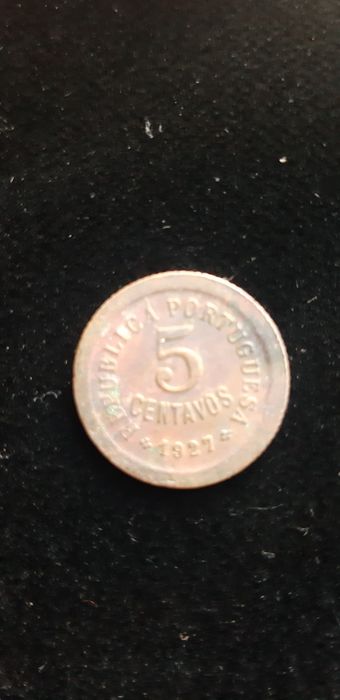 REPUBLICA PORTUGUESA
5
CENTAVOS
* 1927 *